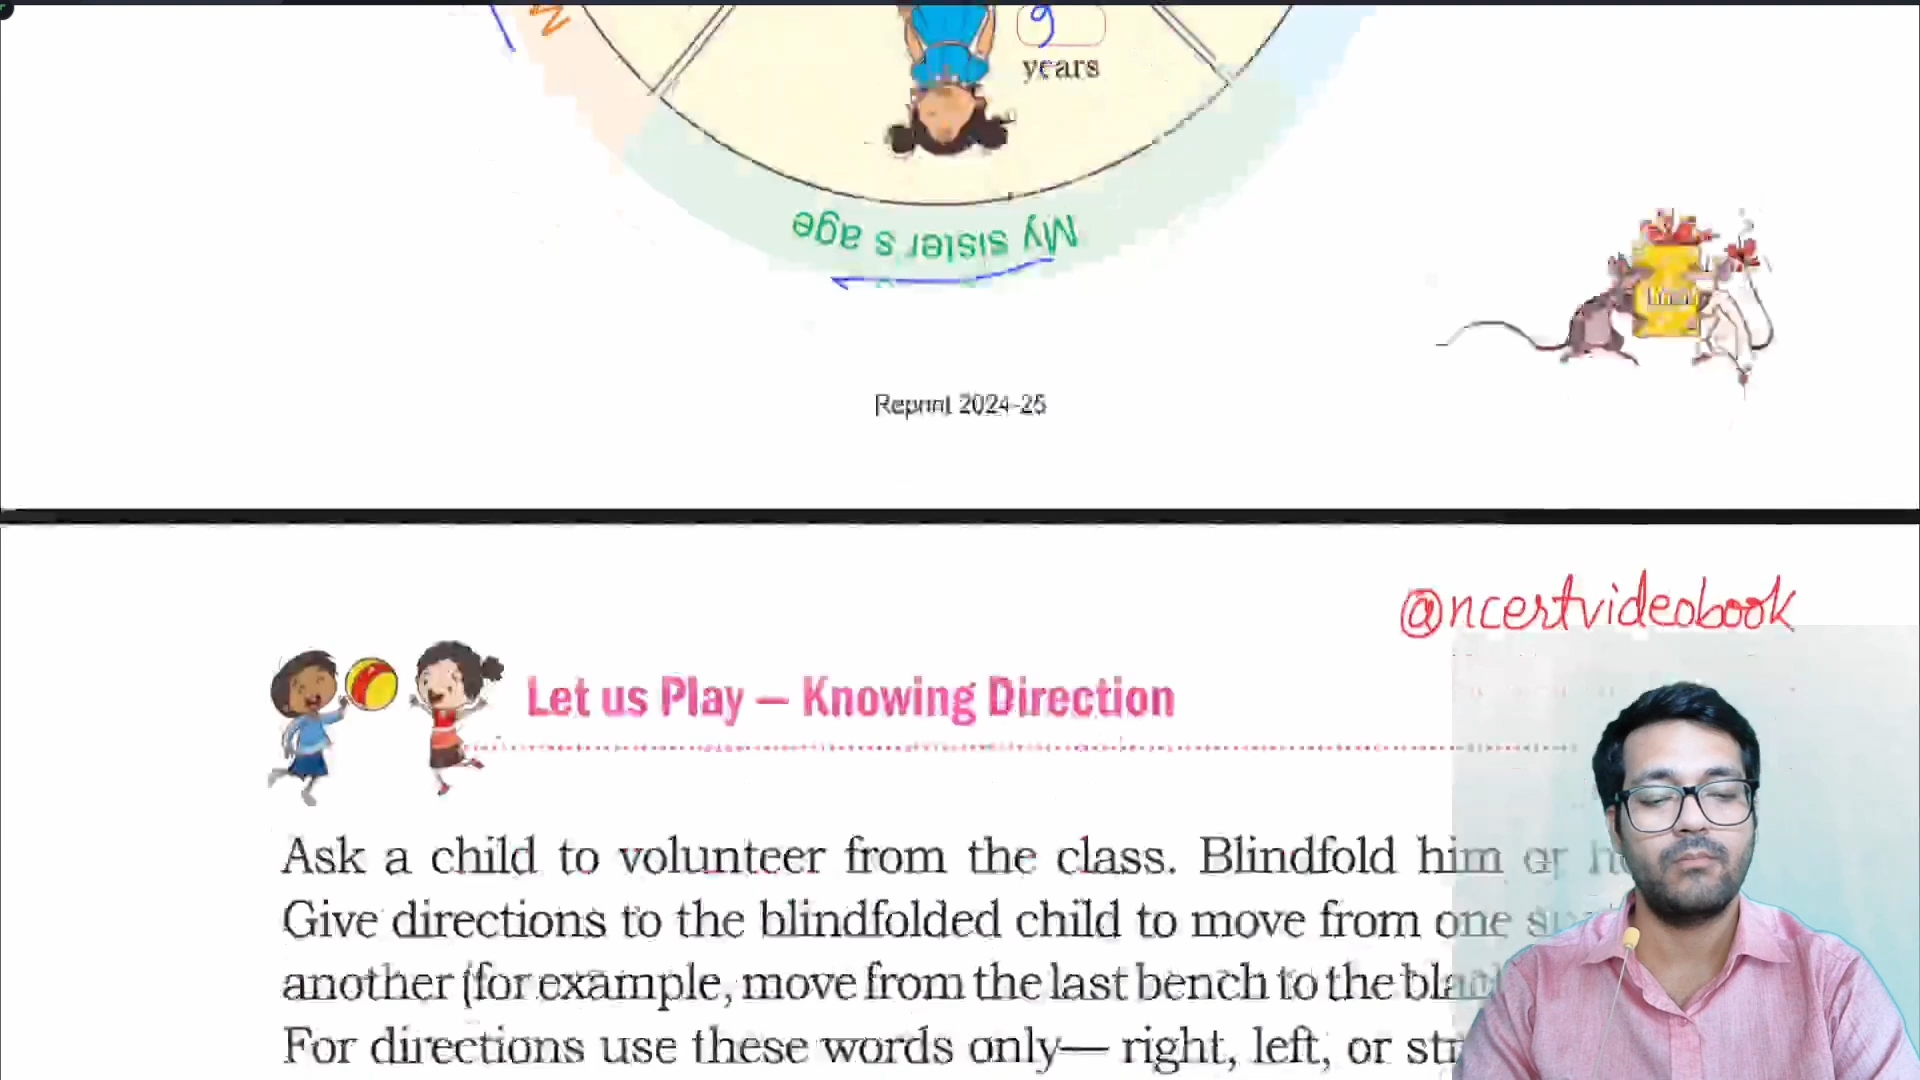 9
years
My sister's age
Reprint 2024-25
@ncertvideobook
Let us Play — Knowing Direction
Ask a child to volunteer from the class. Blindfold him or
Give directions to the blindfolded child to move from one
another (for example, move from the last bench to the
For directions use these words only— right, left, or